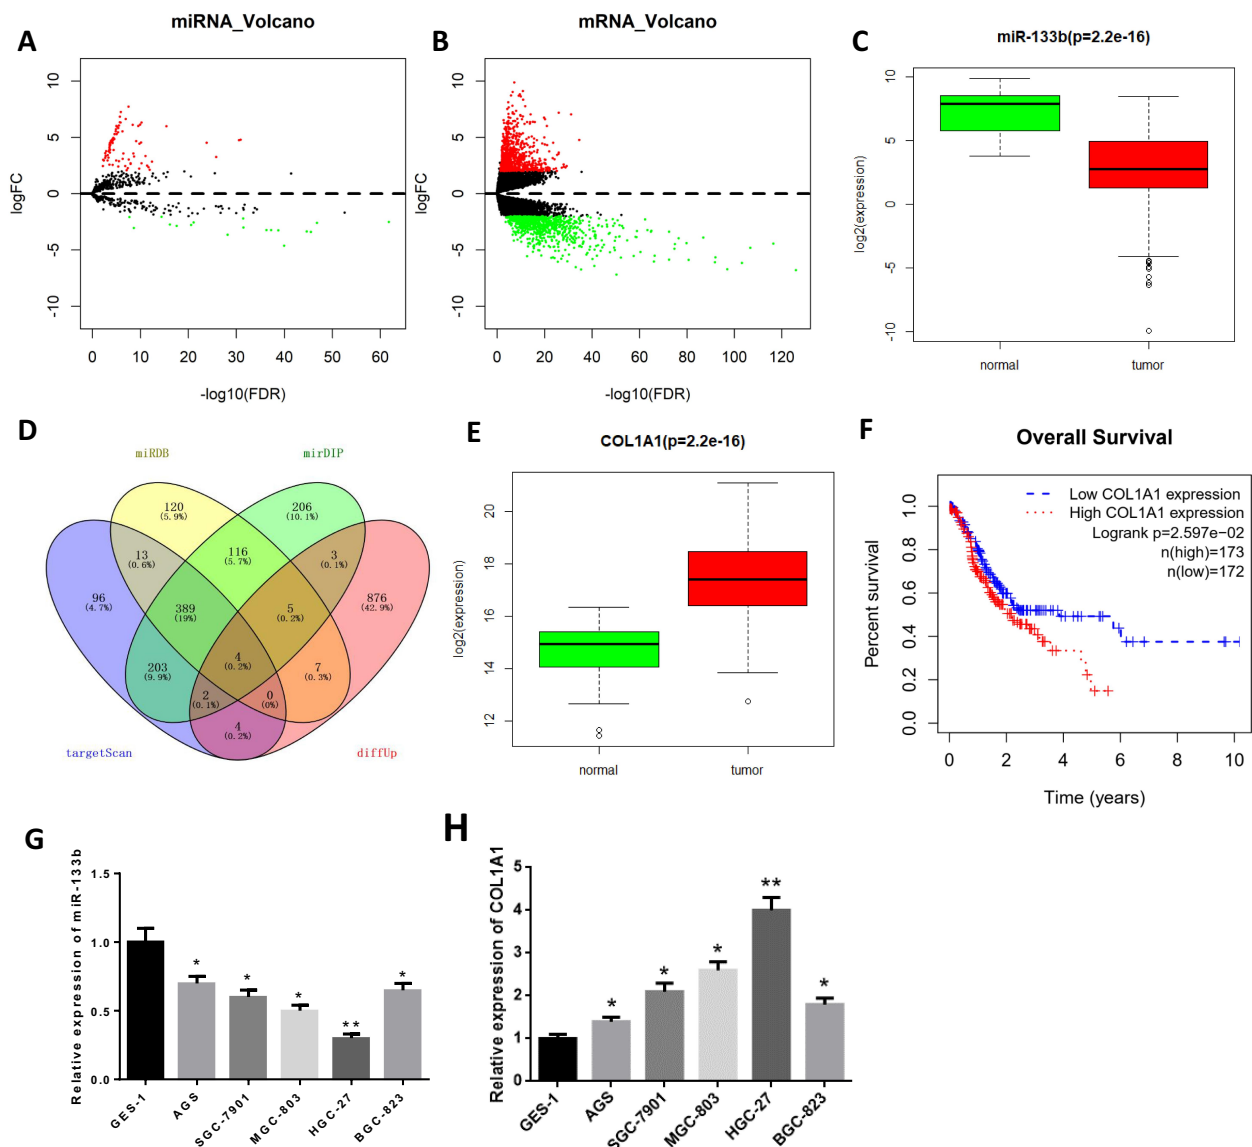 A
miRNA_Volcano
logFC
10
5
0
-5
-10
0 10 20 30 40 50 60
-log10(FDR)
B
mRNA_Volcano
logFC
10
5
0
-5
-10
0 20 40 60 80 100 120
-log10(FDR)
C
miR-133b(p=2.2e-16)
log2(expression)
10
5
0
-5
-10
normal tumor
D
miRDB mirDIP
120
(5.9%)
206
(10.1%)
13
(0.6%)
116
(5.7%)
3
(0.1%)
96
(4.7%)
389
(19%)
5
(0.2%)
876
(42.9%)
203
(9.9%)
4
(0.2%)
7
(0.3%)
2
(0.1%)
0
(0%)
4
(0.2%)
targetScan diffUp
E
COL1A1(p=2.2e-16)
log2(expression)
20
18
16
14
12
normal tumor
F
Overall Survival
Low COL1A1 expression
High COL1A1 expression
Logrank p=2.597e−02
n(high)=173
n(low)=172
Percent survival
1.0
0.8
0.6
0.4
0.2
0.0
0 2 4 6 8 10
Time (years)
G
Relative expression of miR-133b
1.5
1.0
0.5
0.0
* * * ** *
GES-1 AGS SGC-7901 MGC-803 HGC-27 BGC-823
H
Relative expression of COL1A1
5
4
3
2
1
0
* * * ** *
GES-1 AGS SGC-7901 MGC-803 HGC-27 BGC-823